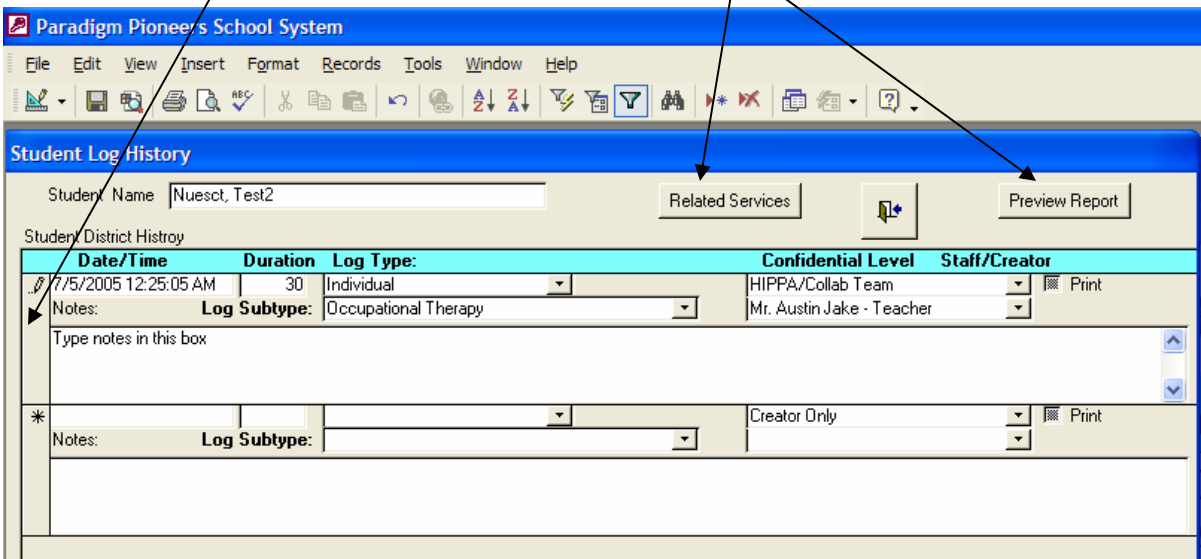 Paradigm Pioneers School System
File Edit View Insert Format Records Tools Window Help
Student Log History
Student Name Nuesct, Test2 Related Services Preview Report
Student District Histroy
Date/Time Duration Log Type: Confidential Level Staff/Creator
7/5/2005 12:25:05 AM 30 Individual HIPPA/Collab Team Print
Notes: Log Subtype: Occupational Therapy Mr. Austin Jake - Teacher
Type notes in this box
Creator Only Print
Notes: Log Subtype: